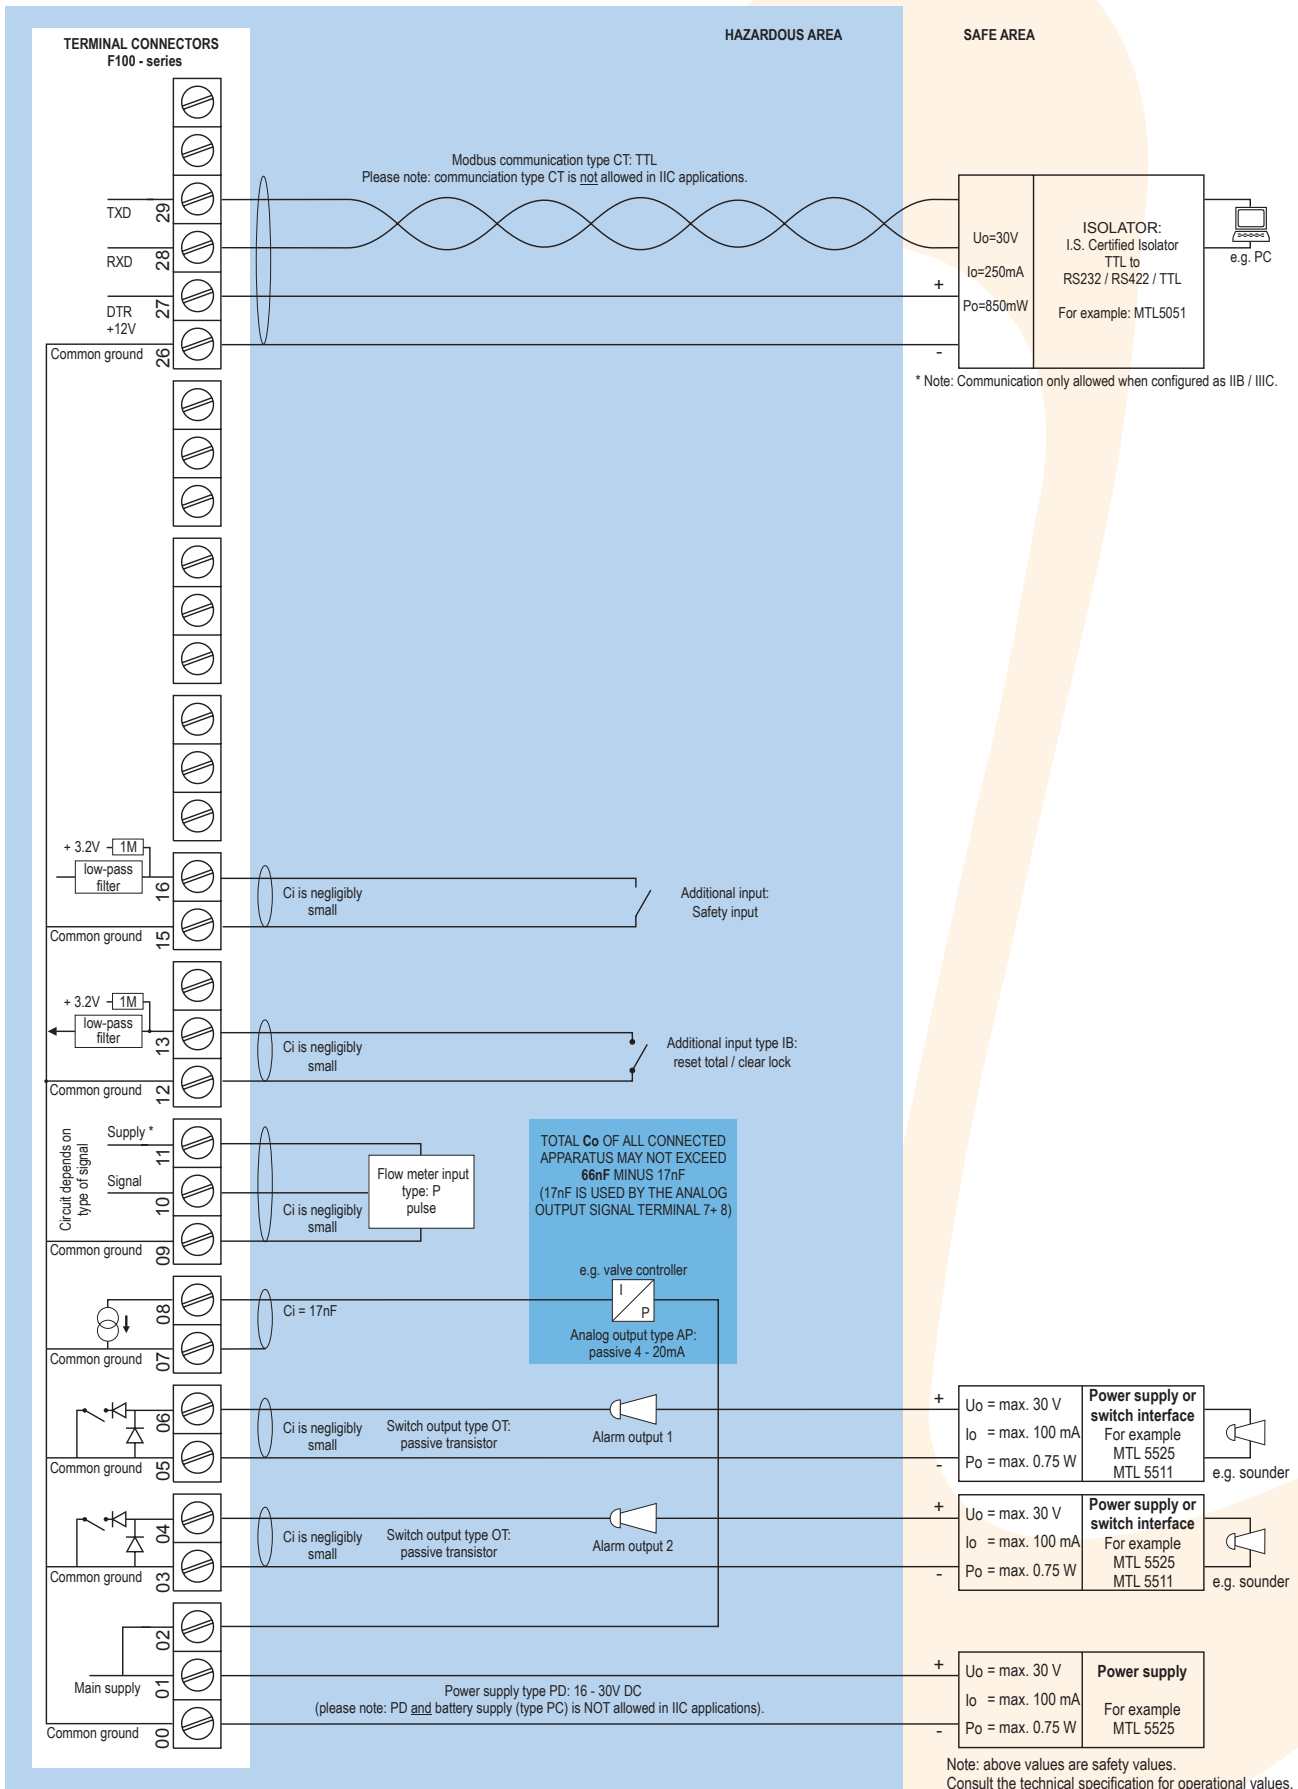 TERMINAL CONNECTORS
F100 - series
HAZARDOUS AREA
SAFE AREA
Modbus communication type CT: TTL
Please note: communciation type CT is not allowed in IIC applications.
TXD
29
RXD
28
DTR
+12V
27
Common ground
26
+
-
Uo=30V
Io=250mA
Po=850mW
ISOLATOR:
I.S. Certified Isolator
TTL to
RS232 / RS422 / TTL
For example: MTL5051
e.g. PC
* Note: Communication only allowed when configured as IIB / IIIC.
+ 3.2V
1M
low-pass
filter
16
Common ground
15
Ci is negligibly
small
Additional input:
Safety input
+ 3.2V
1M
low-pass
filter
13
Common ground
12
Ci is negligibly
small
Additional input type IB:
reset total / clear lock
Circuit depends on
type of signal
Supply *
11
Signal
10
Common ground
09
Ci is negligibly
small
Flow meter input
type: P
pulse
TOTAL Co OF ALL CONNECTED
APPARATUS MAY NOT EXCEED
66nF MINUS 17nF
(17nF IS USED BY THE ANALOG
OUTPUT SIGNAL TERMINAL 7+ 8)
e.g. valve controller
I
P
Analog output type AP:
passive 4 - 20mA
08
Ci = 17nF
Common ground
07
06
Common ground
05
Ci is negligibly
small
Switch output type OT:
passive transistor
Alarm output 1
+
-
Uo = max. 30 V
Io = max. 100 mA
Po = max. 0.75 W
Power supply or
switch interface
For example
MTL 5525
MTL 5511
e.g. sounder
04
Common ground
03
Ci is negligibly
small
Switch output type OT:
passive transistor
Alarm output 2
+
-
Uo = max. 30 V
Io = max. 100 mA
Po = max. 0.75 W
Power supply or
switch interface
For example
MTL 5525
MTL 5511
e.g. sounder
02
Main supply
01
Common ground
00
Power supply type PD: 16 - 30V DC
(please note: PD and battery supply (type PC) is NOT allowed in IIC applications).
+
-
Uo = max. 30 V
Io = max. 100 mA
Po = max. 0.75 W
Power supply
For example
MTL 5525
Note: above values are safety values.
Consult the technical specification for operational values.